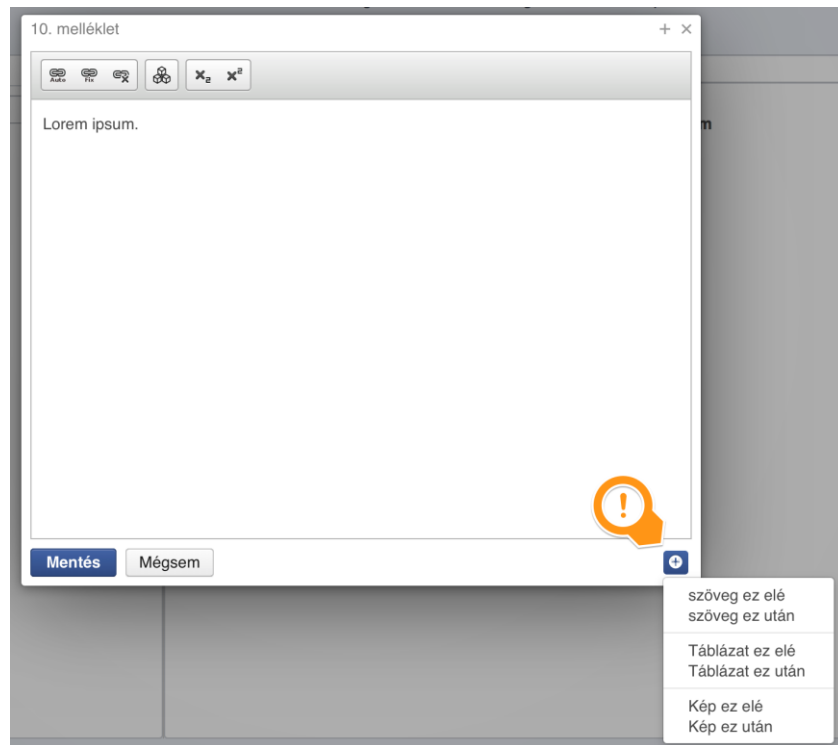 10. melléklet
Auto Fix
x₂ x²
Lorem ipsum.
m
!
Mentés Mégsem
szöveg ez elé
szöveg ez után
Táblázat ez elé
Táblázat ez után
Kép ez elé
Kép ez után